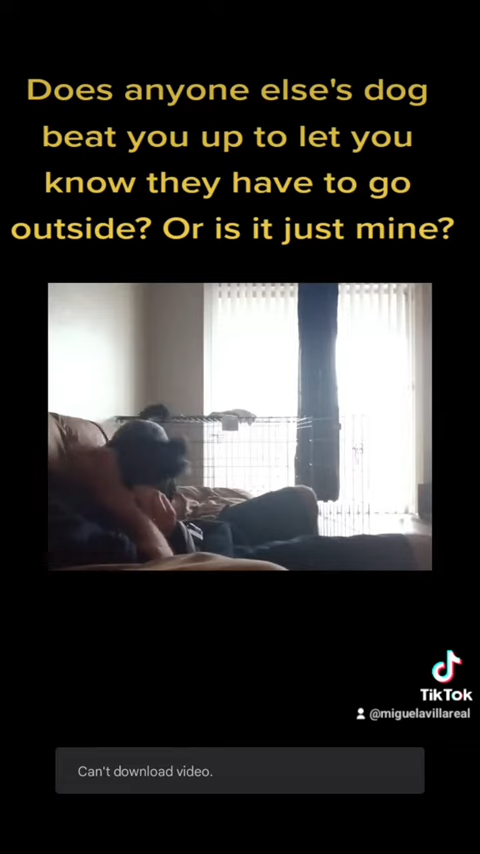 Does anyone else's dog
beat you up to let you
know they have to go
outside? Or is it just mine?
TikTok
@miguelavillareal
Can't download video.